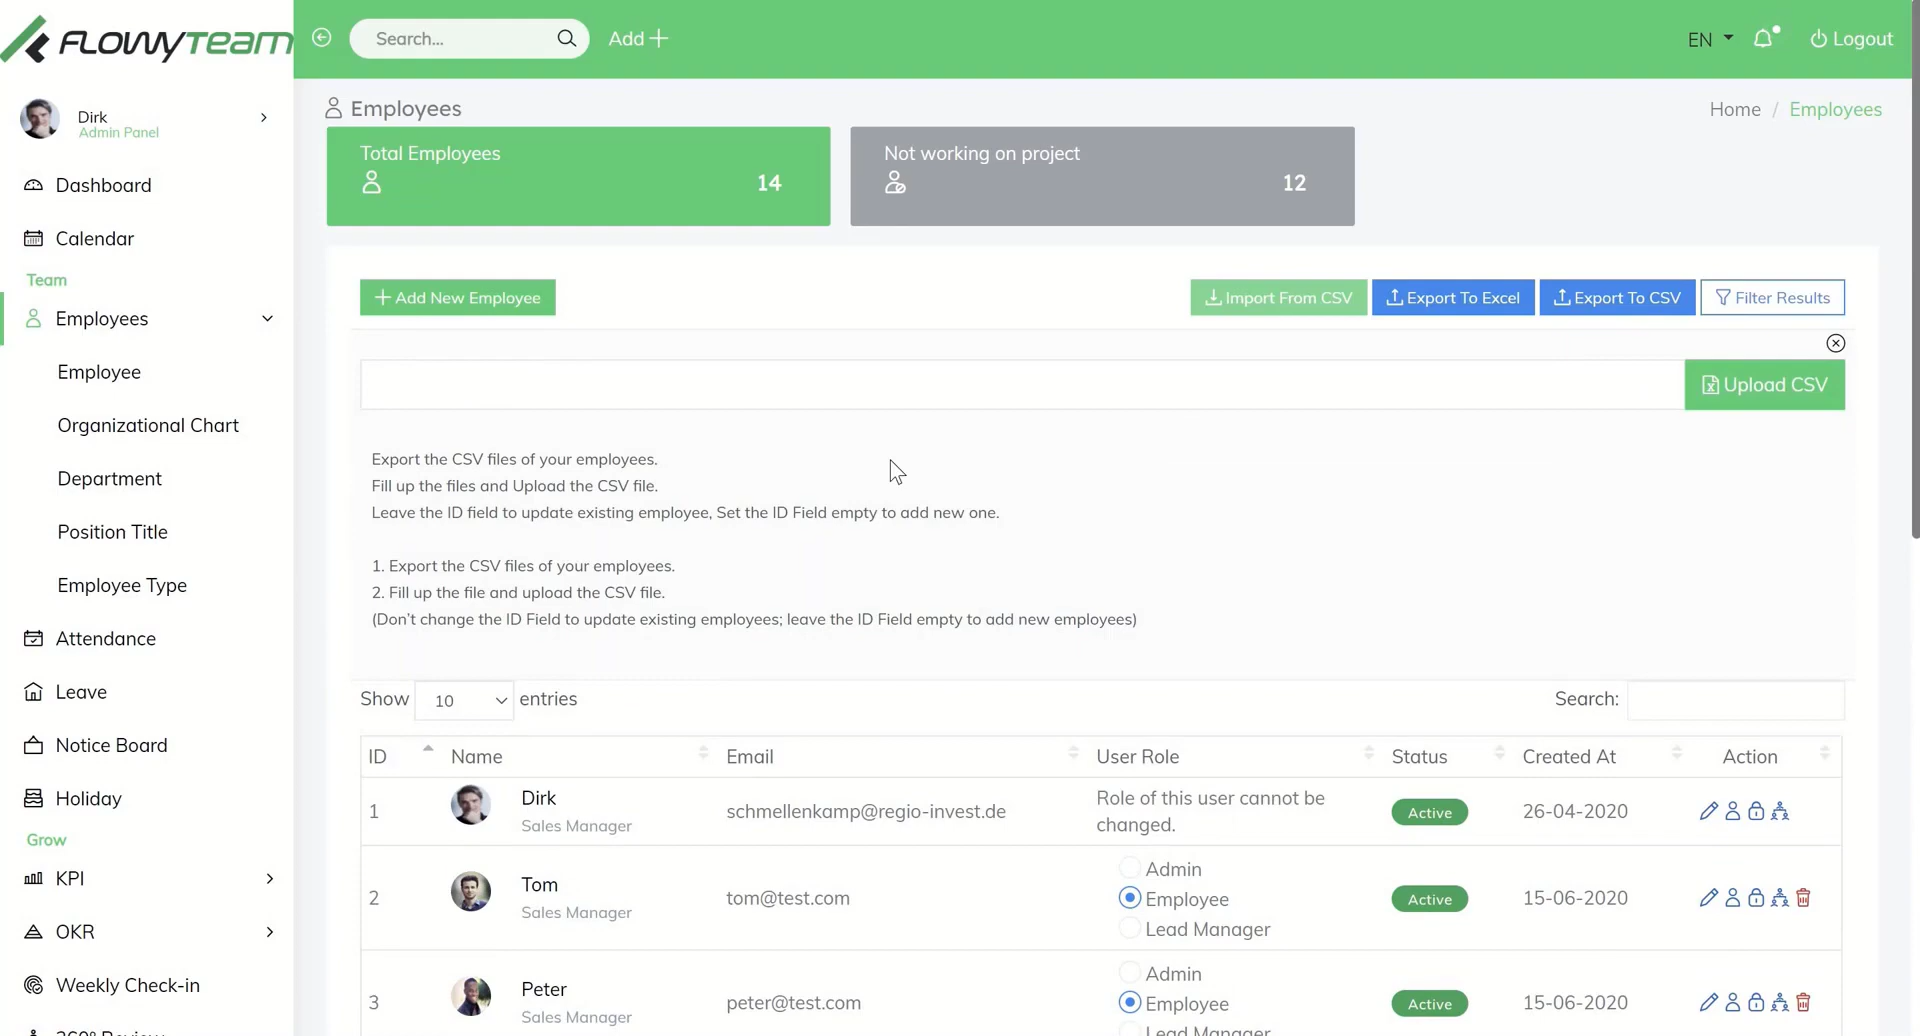 FLOWYTEAM
Search...
Add
EN
Logout
Dirk
Admin Panel
Dashboard
Calendar
Team
Employees
Employee
Organizational Chart
Department
Position Title
Employee Type
Attendance
Leave
Notice Board
Holiday
Grow
KPI
OKR
Weekly Check-in
360° Review
Employees
Home / Employees
Total Employees
14
Not working on project
12
+ Add New Employee
Import From CSV
Export To Excel
Export To CSV
Filter Results
Upload CSV
Export the CSV files of your employees.
Fill up the files and Upload the CSV file.
Leave the ID field to update existing employee, Set the ID Field empty to add new one.
1. Export the CSV files of your employees.
2. Fill up the file and upload the CSV file.
(Don't change the ID Field to update existing employees; leave the ID Field empty to add new employees)
Show 10 entries
Search:
ID Name Email User Role Status Created At Action
1 Dirk
Sales Manager
schmellenkamp@regio-invest.de
Role of this user cannot be
changed.
Active
26-04-2020
2 Tom
Sales Manager
tom@test.com
Admin
Employee
Lead Manager
Active
15-06-2020
3 Peter
Sales Manager
peter@test.com
Admin
Employee
Lead Manager
Active
15-06-2020